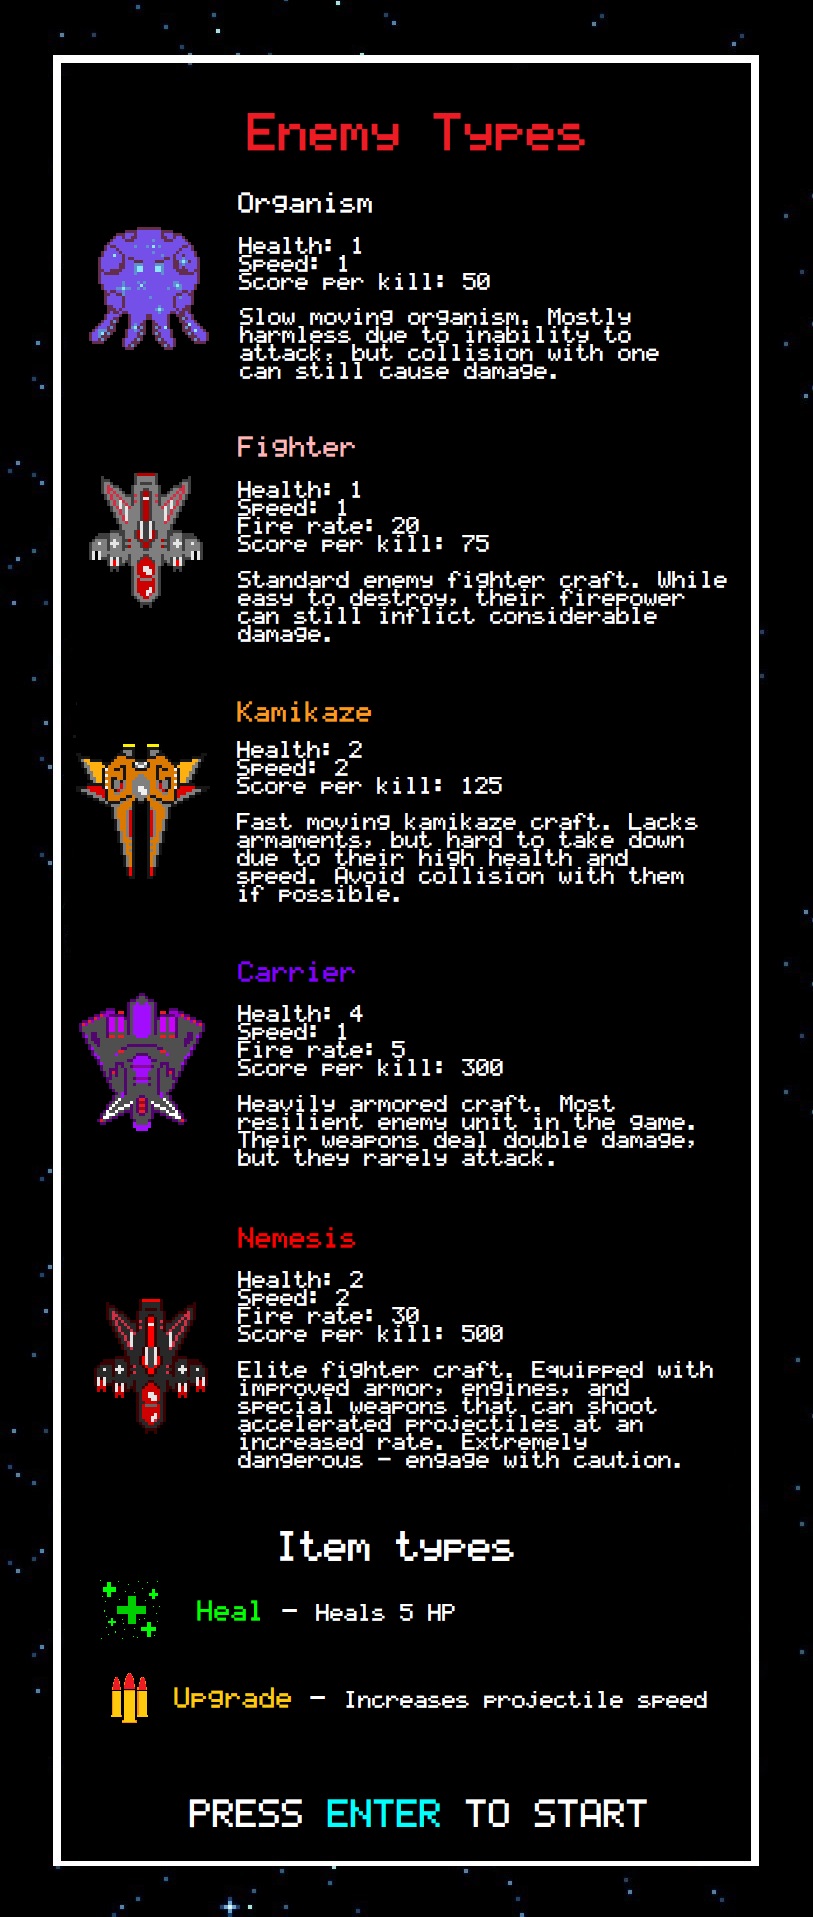 Enemy Types
Organism
Health: 1
Speed: 1
Score per kill: 50
Slow moving organism. Mostly
harmless due to inability to
attack, but collision with one
can still cause damage.
Fighter
Health: 1
Speed: 1
Fire rate: 20
Score per kill: 75
Standard enemy fighter craft. While
easy to destroy, their firepower
can still inflict considerable
damage.
Kamikaze
Health: 2
Speed: 2
Score per kill: 125
Fast moving kamikaze craft. Lacks
armaments, but hard to take down
due to their high health and
speed. Avoid collision with them
if possible.
Carrier
Health: 4
Speed: 1
Fire rate: 5
Score per kill: 300
Heavily armored craft. Most
resilient enemy unit in the game.
Their weapons deal double damage,
but they rarely attack.
Nemesis
Health: 2
Speed: 2
Fire rate: 30
Score per kill: 500
Elite fighter craft. Equipped with
improved armor, engines, and
special weapons that can shoot
accelerated projectiles at an
increased rate. Extremely
dangerous - engage with caution.
Item types
Heal - Heals 5 HP
Upgrade - Increases projectile speed
PRESS ENTER TO START